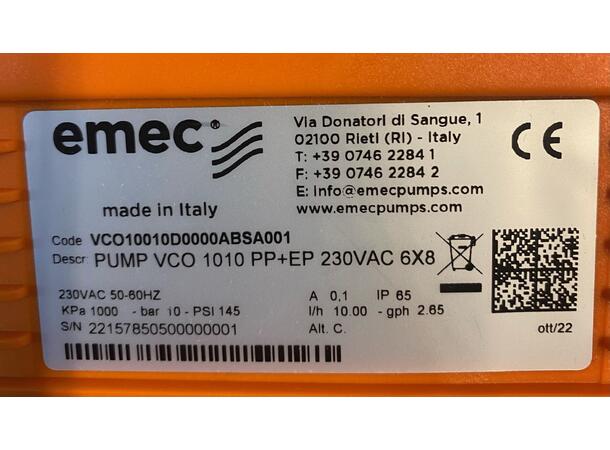 emec®
Via Donatori di Sangue, 1
02100 Rieti (RI) - Italy
T: +39 0746 2284 1
F: +39 0746 2284 2
E: info@emecpumps.com
www.emecpumps.com
CE
made in Italy
Code VCO10010D0000ABSA001
Descr PUMP VCO 1010 PP+EP 230VAC 6X8
230VAC 50-60HZ A 0,1 IP 65
KPa 1000 - bar 10 - PSI 145 l/h 10.00 - gph 2.65
S/N 22157850500000001 Alt. C.
ott/22